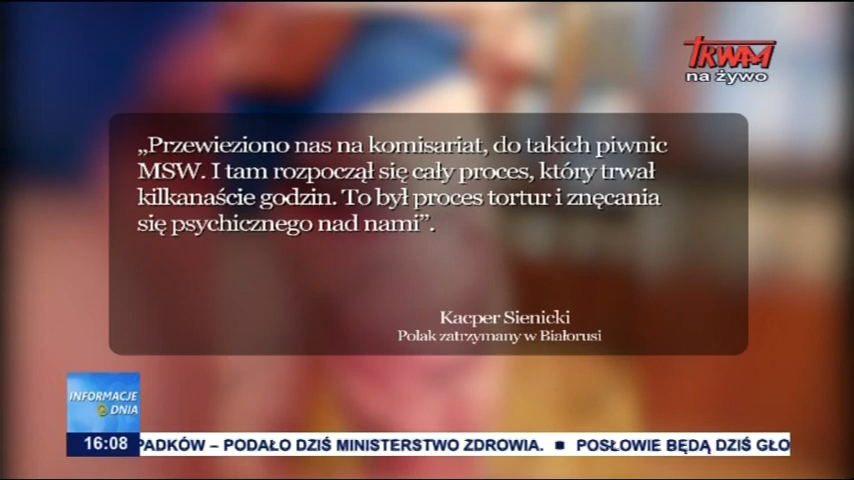 TRWAM
na żywo
„Przewieziono nas na komisariat, do takich piwnic
MSW. I tam rozpoczął się cały proces, który trwał
kilkanaście godzin. To był proces tortur i znęcania
się psychicznego nad nami”.
Kacper Sienicki
Polak zatrzymany w Białorusi
INFORMACJE
DNIA
16:08 PADKÓW – PODAŁO DZIŚ MINISTERSTWO ZDROWIA. ■ POSŁOWIE BĘDĄ DZIŚ GŁO